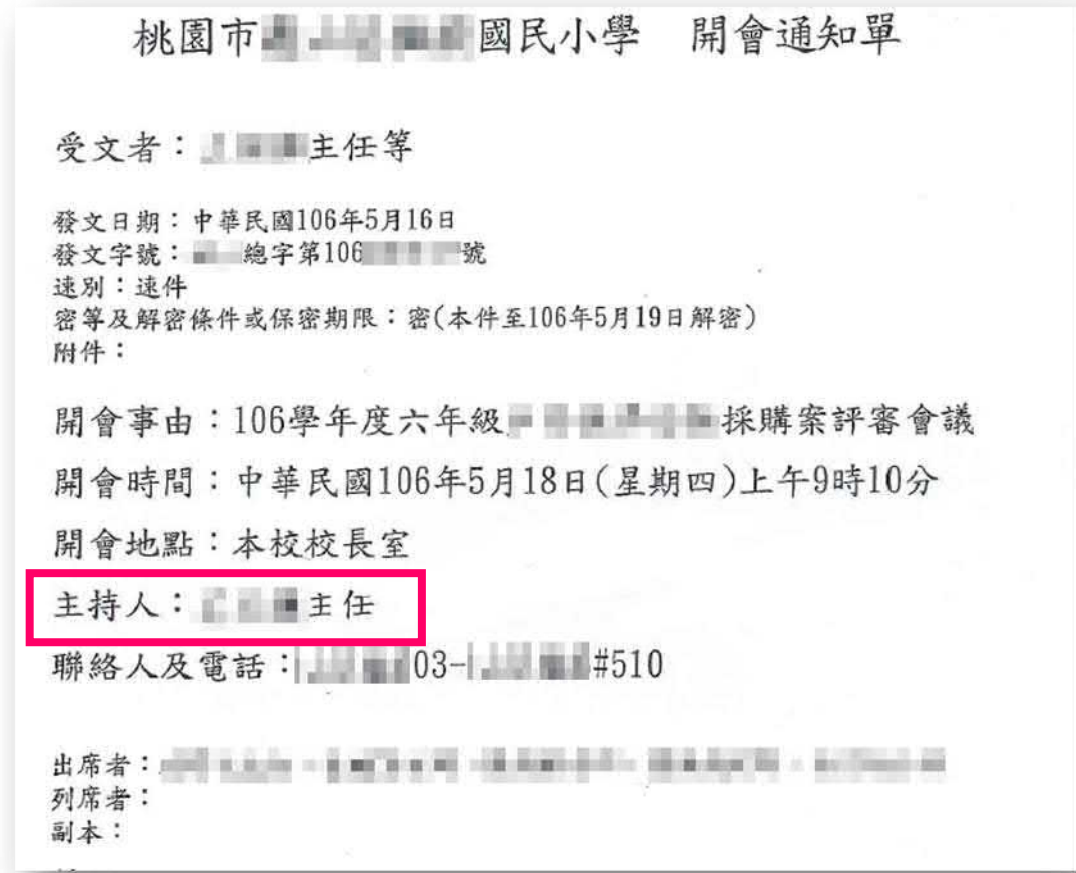 桃園市 國民小學 開會通知單
受文者： 主任等
發文日期：中華民國106年5月16日
發文字號： 總字第106 號
速別：速件
密等及解密條件或保密期限：密(本件至106年5月19日解密)
附件：
開會事由：106學年度六年級 採購案評審會議
開會時間：中華民國106年5月18日(星期四)上午9時10分
開會地點：本校校長室
主持人： 主任
聯絡人及電話： 03- #510
出席者：
列席者：
副本：